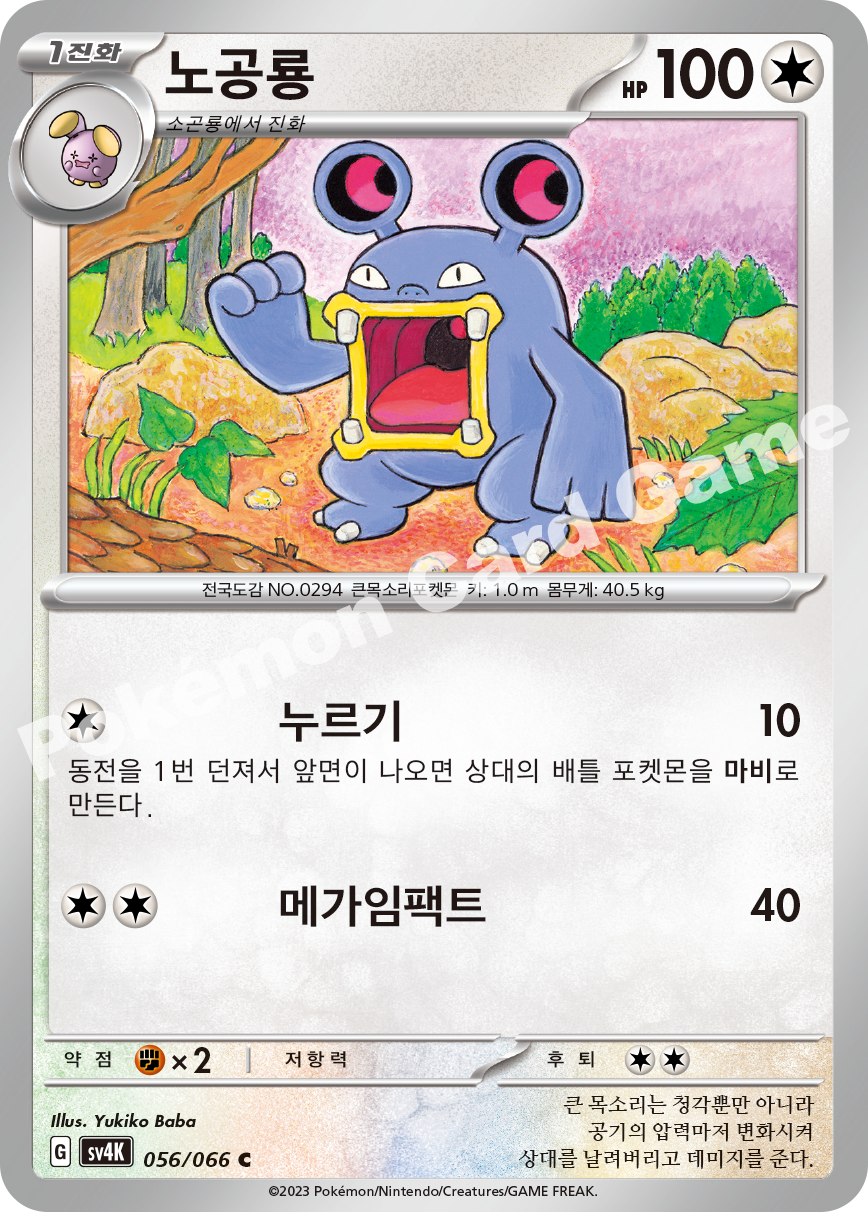 1진화
노공룡
HP 100
소곤룡에서 진화
전국도감 NO.0294 큰목소리포켓몬 키: 1.0 m 몸무게: 40.5 kg
Pokémon Card Game
누르기 10
동전을 1번 던져서 앞면이 나오면 상대의 배틀 포켓몬을 마비로
만든다.
메가임팩트 40
약점 ×2 저항력 후퇴
Illus. Yukiko Baba
G sv4K 056/066 C
큰 목소리는 청각뿐만 아니라
공기의 압력마저 변화시켜
상대를 날려버리고 데미지를 준다.
©2023 Pokémon/Nintendo/Creatures/GAME FREAK.